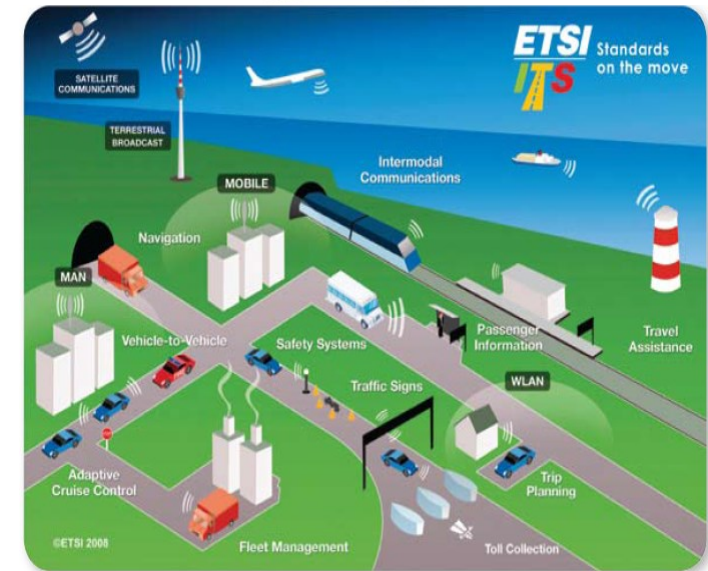 ETSI
ITS
Standards
on the move
SATELLITE
COMMUNICATIONS
TERRESTRIAL
BROADCAST
Intermodal
Communications
MOBILE
Navigation
MAN
Vehicle-to-Vehicle
Safety Systems
Passenger
Information
Travel
Assistance
Traffic Signs
WLAN
Adaptive
Cruise Control
Trip
Planning
©ETSI 2008
Fleet Management
Toll Collection